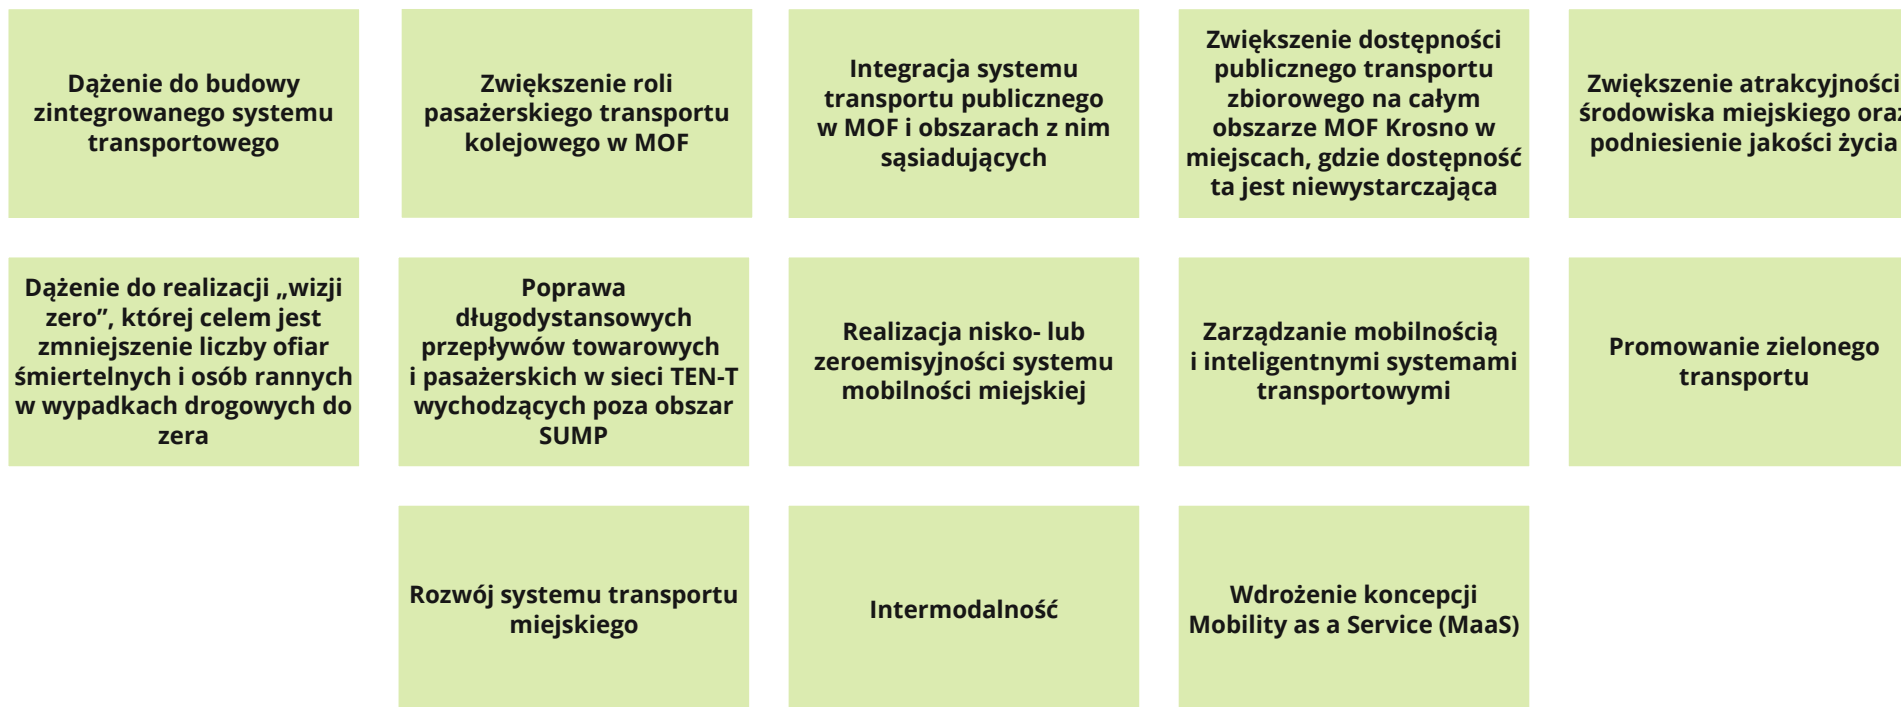 Dążenie do budowy
zintegrowanego systemu
transportowego
Zwiększenie roli
pasażerskiego transportu
kolejowego w MOF
Integracja systemu
transportu publicznego
w MOF i obszarach z nim
sąsiadujących
Zwiększenie dostępności
publicznego transportu
zbiorowego na całym
obszarze MOF Krosno w
miejscach, gdzie dostępność
ta jest niewystarczająca
Zwiększenie atrakcyjności
środowiska miejskiego oraz
podniesienie jakości życia
Dążenie do realizacji „wizji
zero”, której celem jest
zmniejszenie liczby ofiar
śmiertelnych i osób rannych
w wypadkach drogowych do
zera
Poprawa
długodystansowych
przepływów towarowych
i pasażerskich w sieci TEN-T
wychodzących poza obszar
SUMP
Realizacja nisko- lub
zeroemisyjności systemu
mobilności miejskiej
Zarządzanie mobilnością
i inteligentnymi systemami
transportowymi
Promowanie zielonego
transportu
Rozwój systemu transportu
miejskiego
Intermodalność
Wdrożenie koncepcji
Mobility as a Service (MaaS)